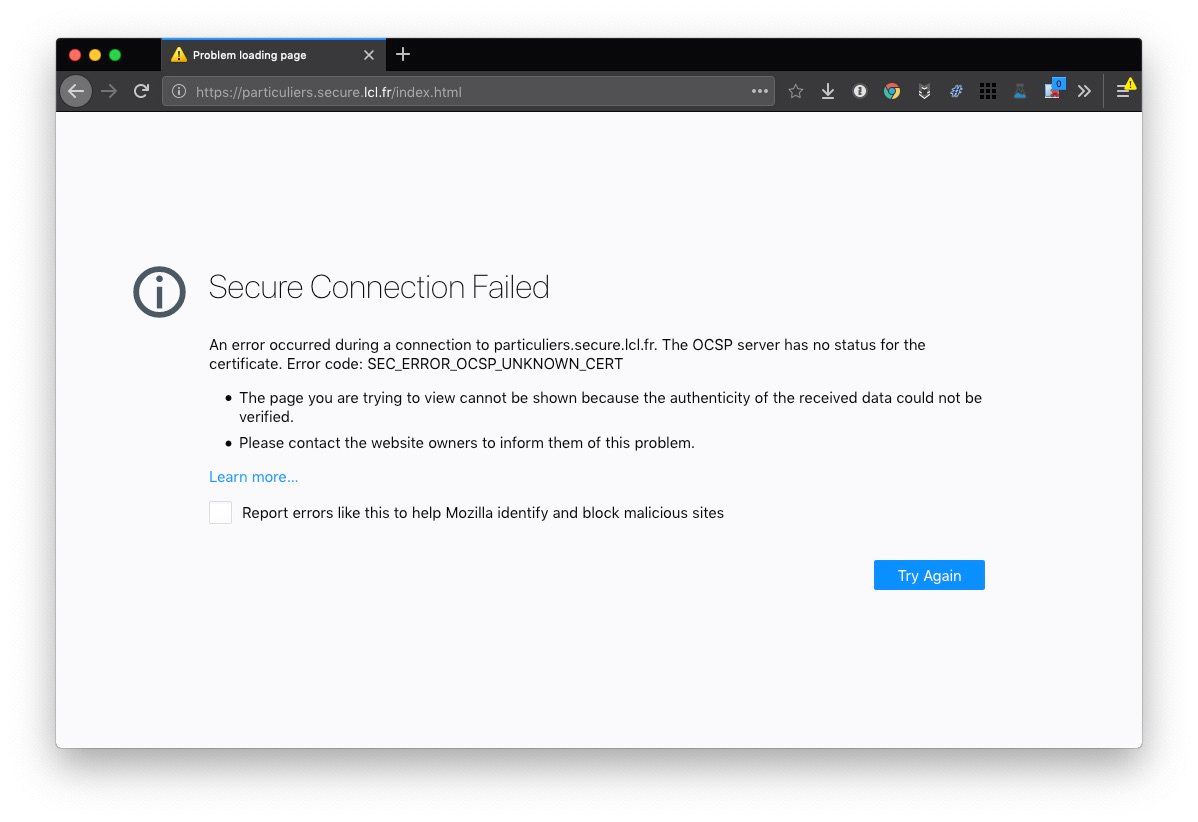 Problem loading page
https://particuliers.secure.lcl.fr/index.html
0
Secure Connection Failed
An error occurred during a connection to particuliers.secure.lcl.fr. The OCSP server has no status for the
certificate. Error code: SEC_ERROR_OCSP_UNKNOWN_CERT
• The page you are trying to view cannot be shown because the authenticity of the received data could not be
verified.
• Please contact the website owners to inform them of this problem.
Learn more...
Report errors like this to help Mozilla identify and block malicious sites
Try Again